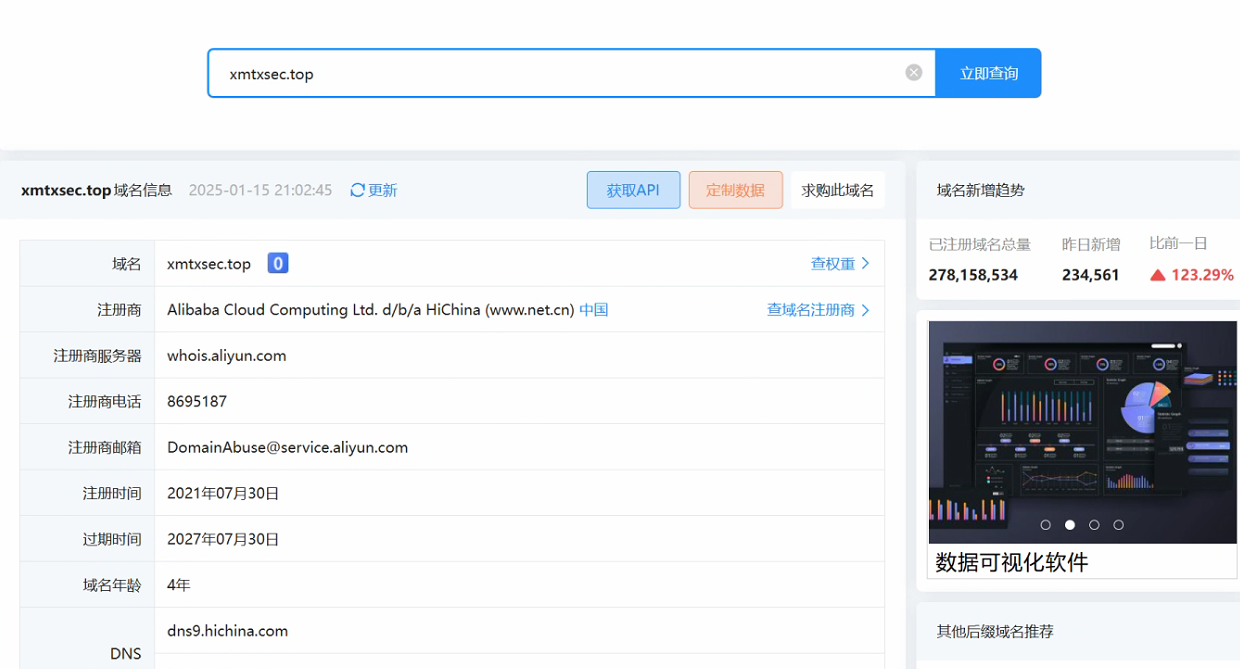 xmtxsec.top
立即查询
xmtxsec.top 域名信息 2025-01-15 21:02:45 更新
获取API 定制数据 求购此域名
域名 xmtxsec.top 0 查权重
注册商 Alibaba Cloud Computing Ltd. d/b/a HiChina (www.net.cn) 中国 查域名注册商
注册商服务器 whois.aliyun.com
注册商电话 8695187
注册商邮箱 DomainAbuse@service.aliyun.com
注册时间 2021年07月30日
过期时间 2027年07月30日
域名年龄 4年
DNS dns9.hichina.com
域名新增趋势
已注册域名总量 昨日新增 比前一日
278,158,534 234,561 123.29%
数据可视化软件
其他后缀域名推荐